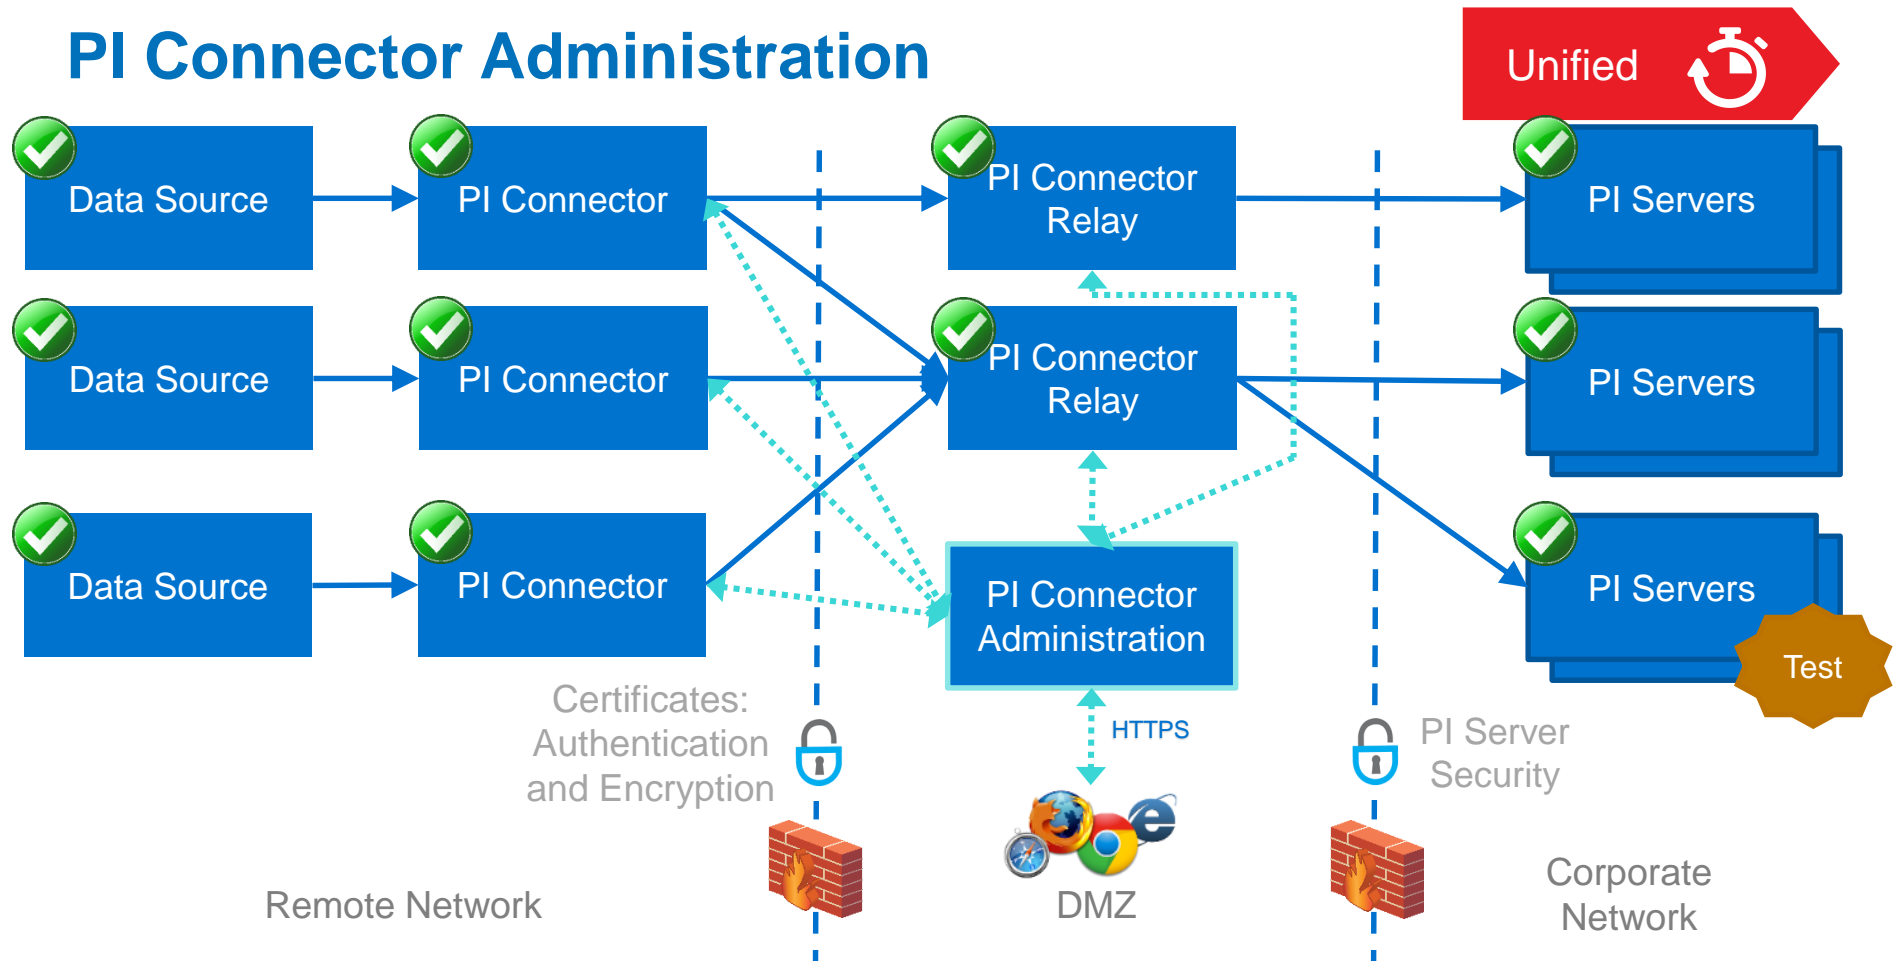 PI Connector Administration
Unified
Data Source
PI Connector
PI Connector
Relay
PI Servers
Data Source
PI Connector
PI Connector
Relay
PI Servers
Data Source
PI Connector
PI Connector
Administration
PI Servers
Test
Certificates:
Authentication
and Encryption
HTTPS
PI Server
Security
Remote Network
DMZ
Corporate
Network